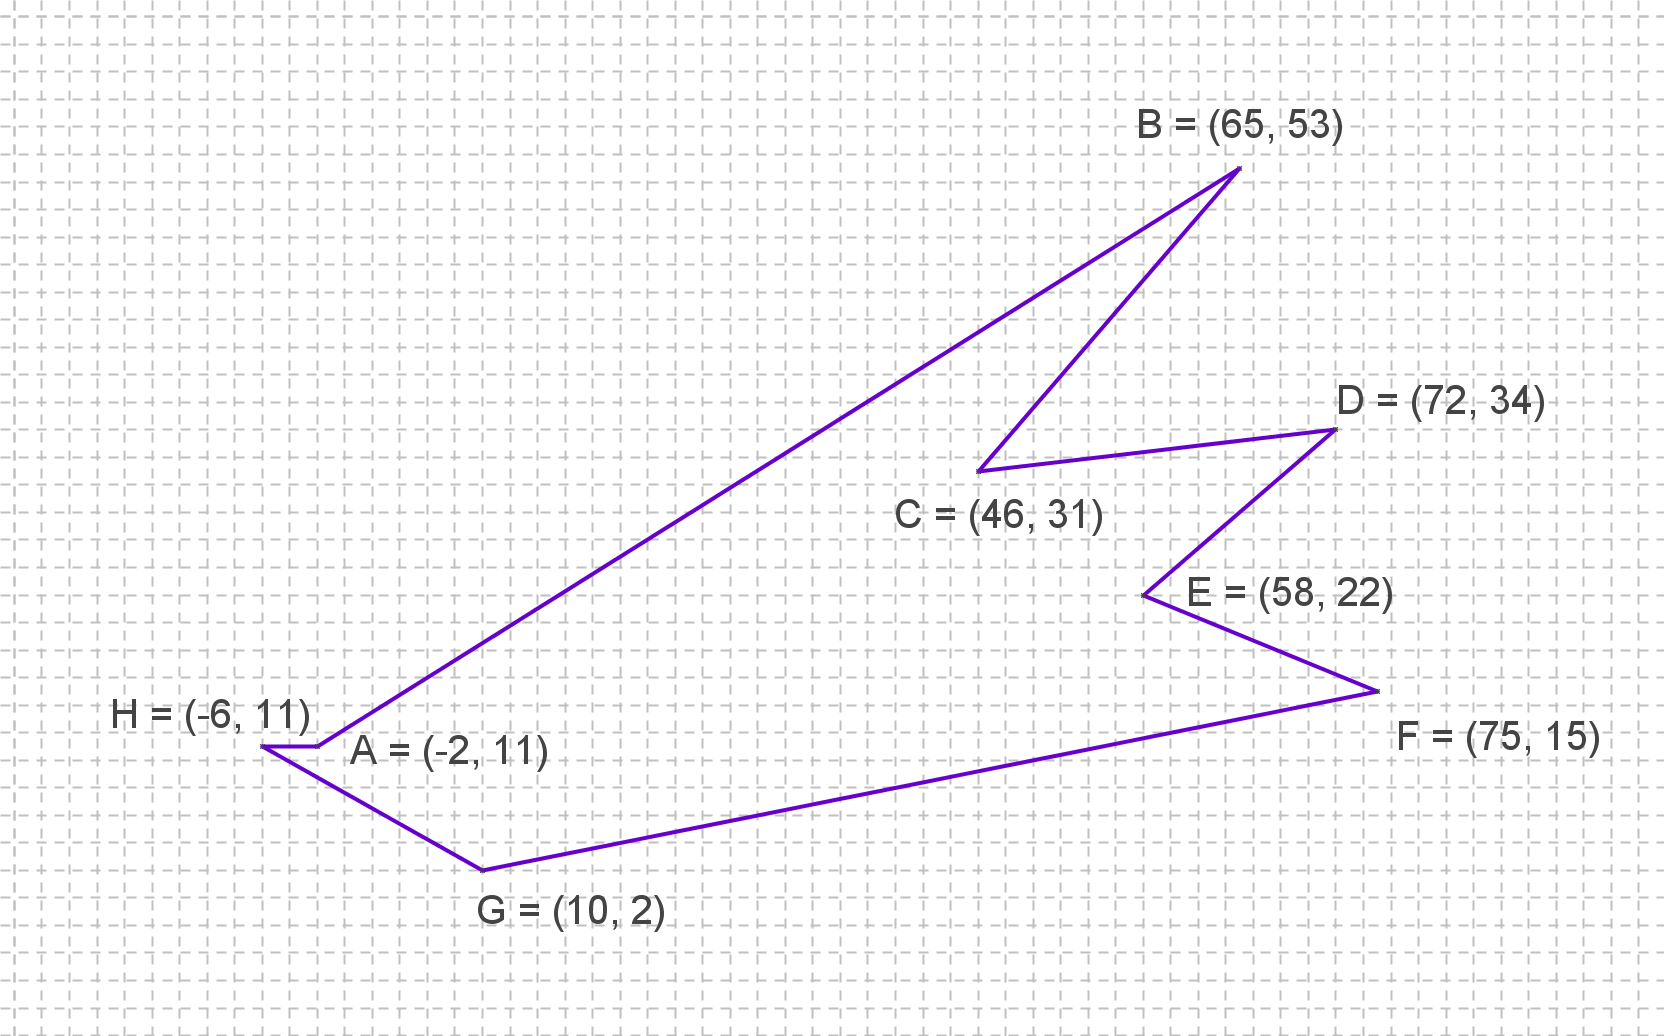 B = (65, 53)
D = (72, 34)
C = (46, 31)
E = (58, 22)
H = (-6, 11)
A = (-2, 11)
F = (75, 15)
G = (10, 2)